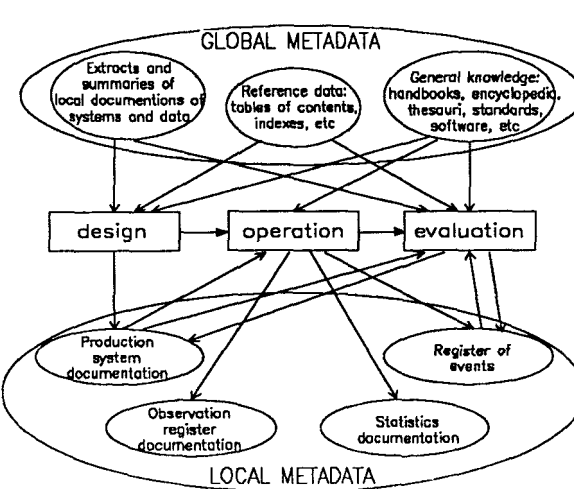 GLOBAL METADATA
Extracts and
summaries of
local documentions of
systems and data
Reference data:
tables of contents,
indexes, etc
General knowledge:
handbooks, encyclopedic,
thesauri, standards,
software, etc
design
operation
evaluation
Production
system
documentation
Register of
events
Observation
register
documentation
Statistics
documentation
LOCAL METADATA